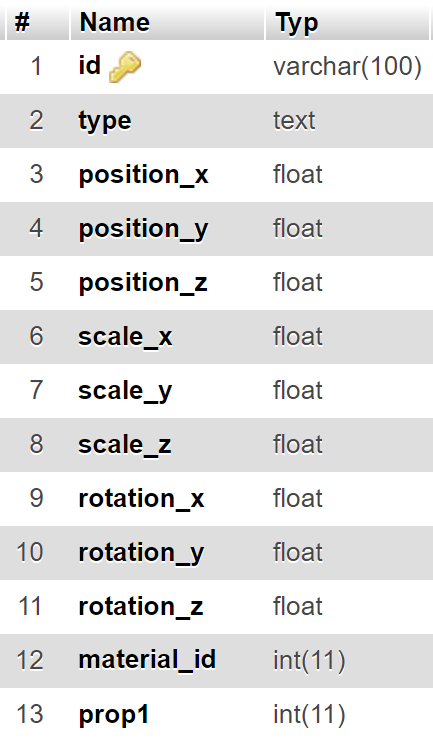 # Name Typ
1 id varchar(100)
2 type text
3 position_x float
4 position_y float
5 position_z float
6 scale_x float
7 scale_y float
8 scale_z float
9 rotation_x float
10 rotation_y float
11 rotation_z float
12 material_id int(11)
13 prop1 int(11)